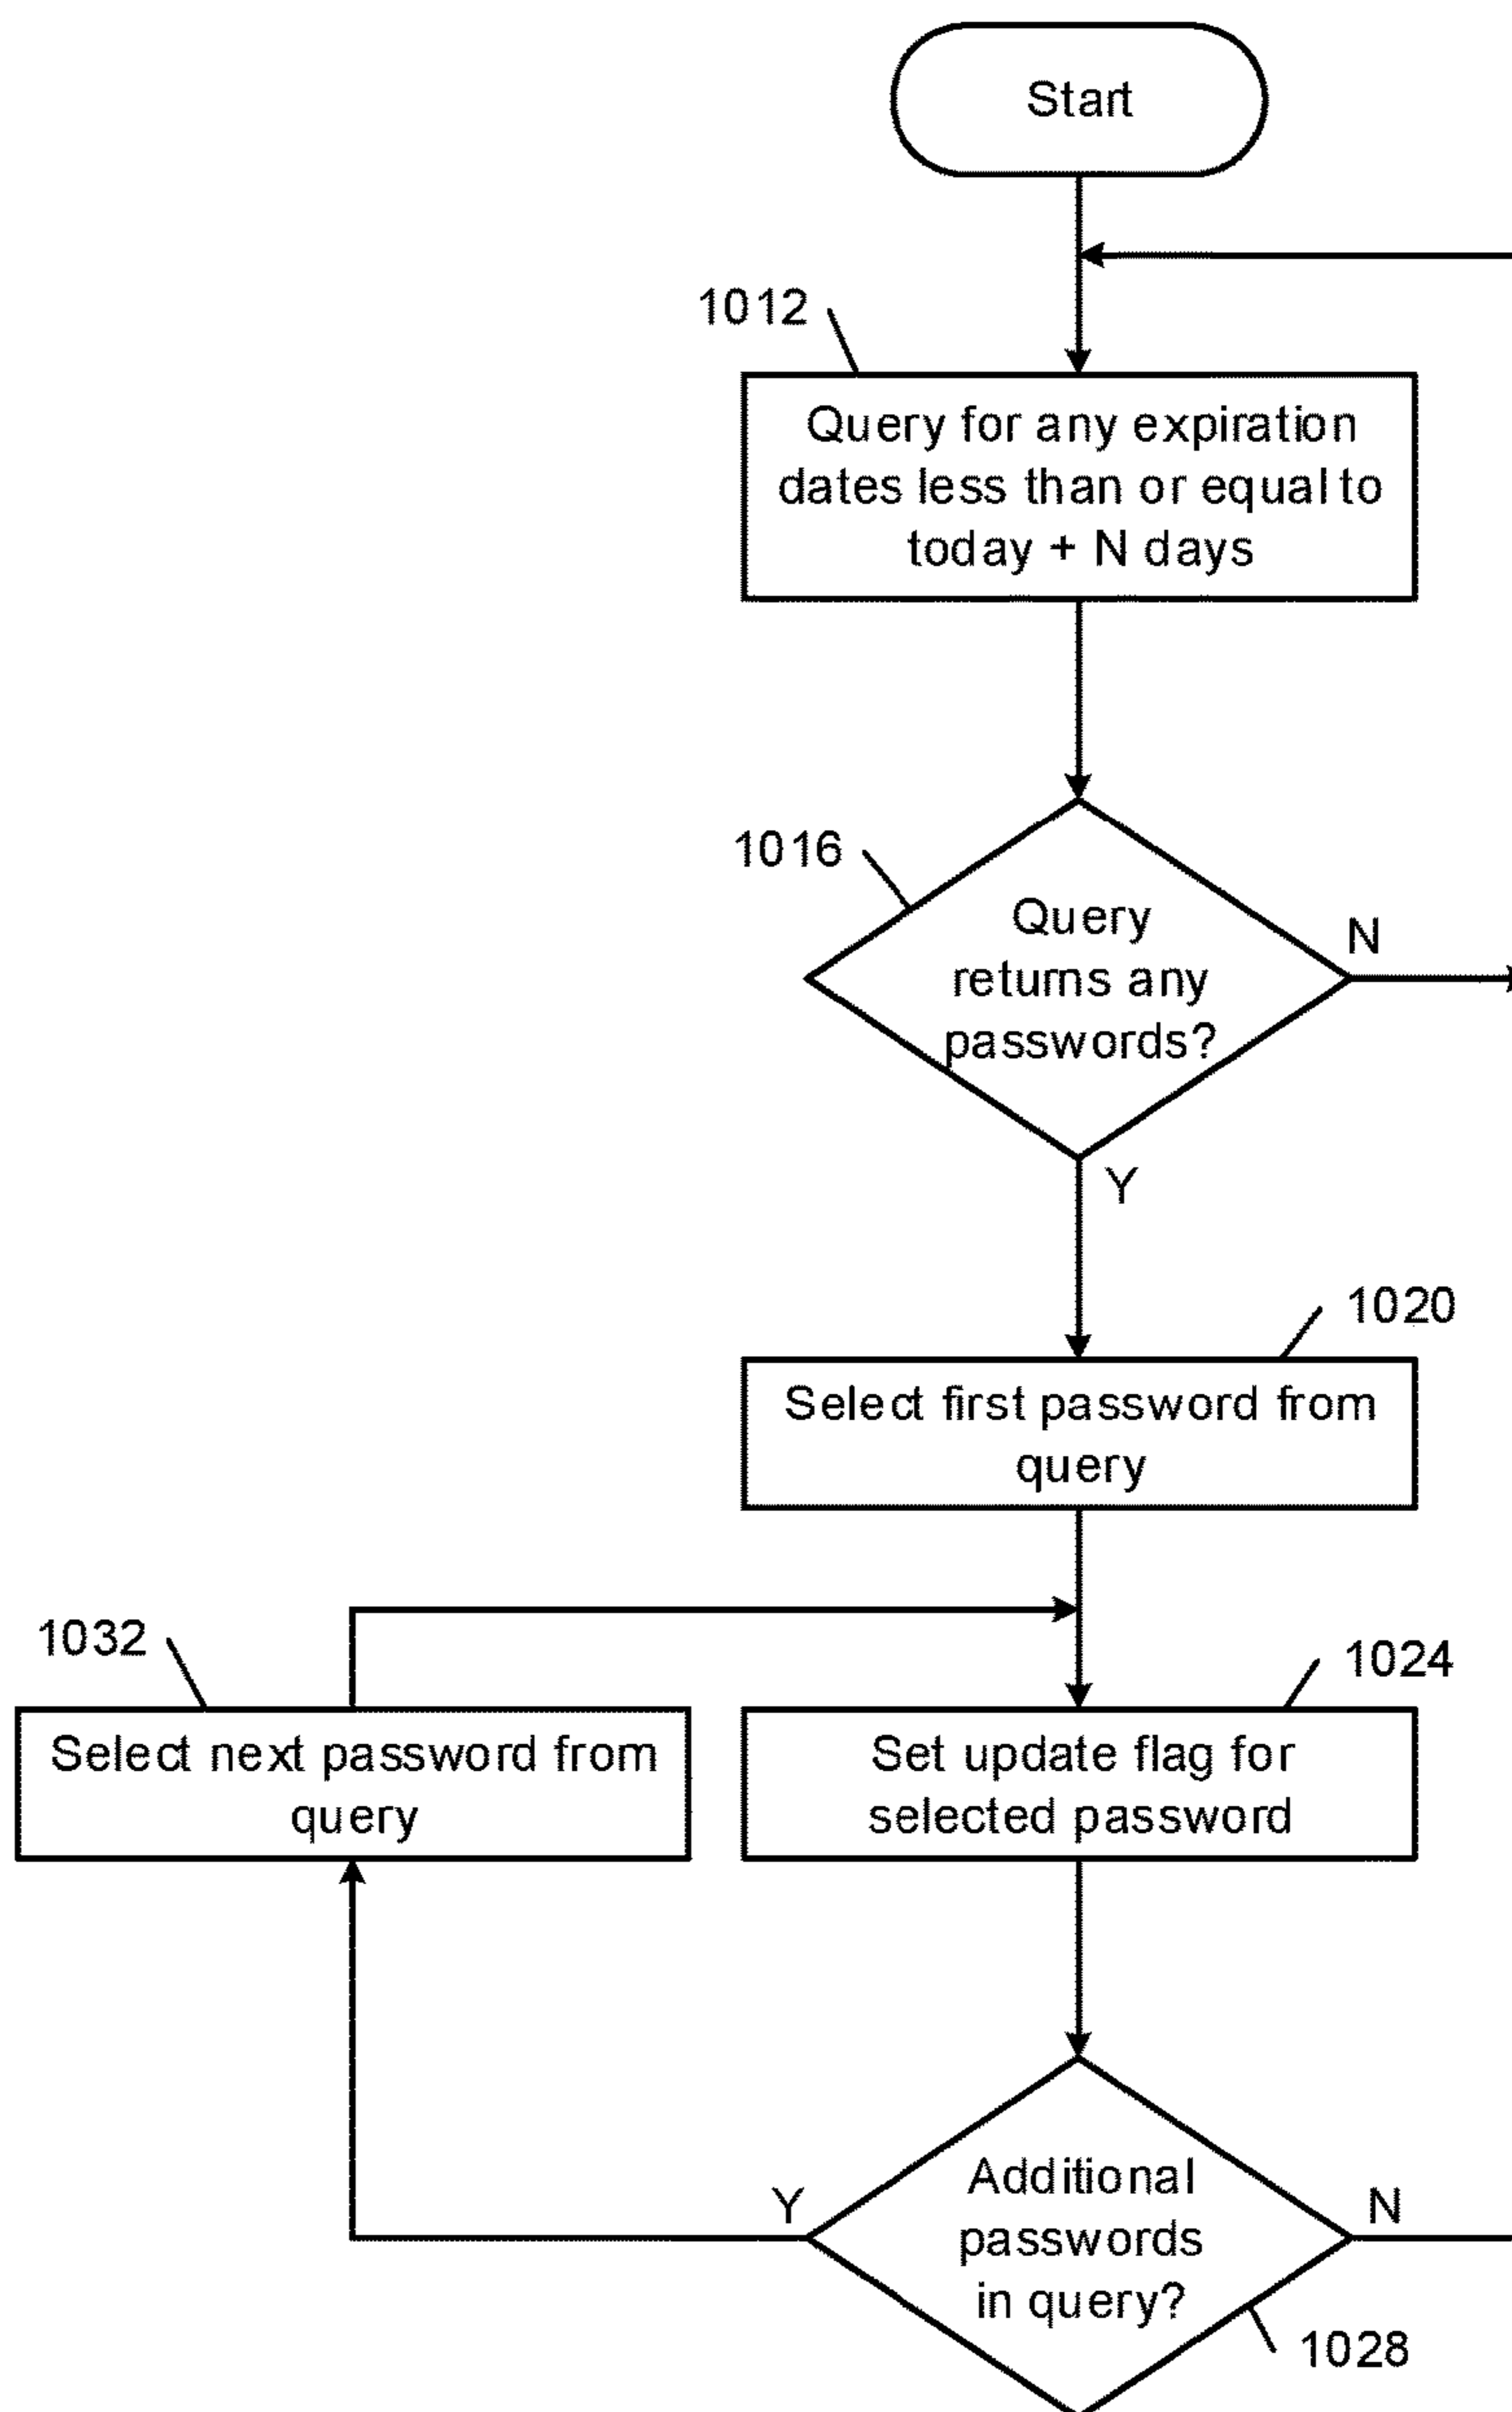 Start
1012
Query for any expiration
dates less than or equal to
today + N days
1016
Query
returns any
passwords?
N
Y
1020
Select first password from
query
1032
1024
Select next password from
query
Set update flag for
selected password
Y
Additional
passwords
in query?
N
1028